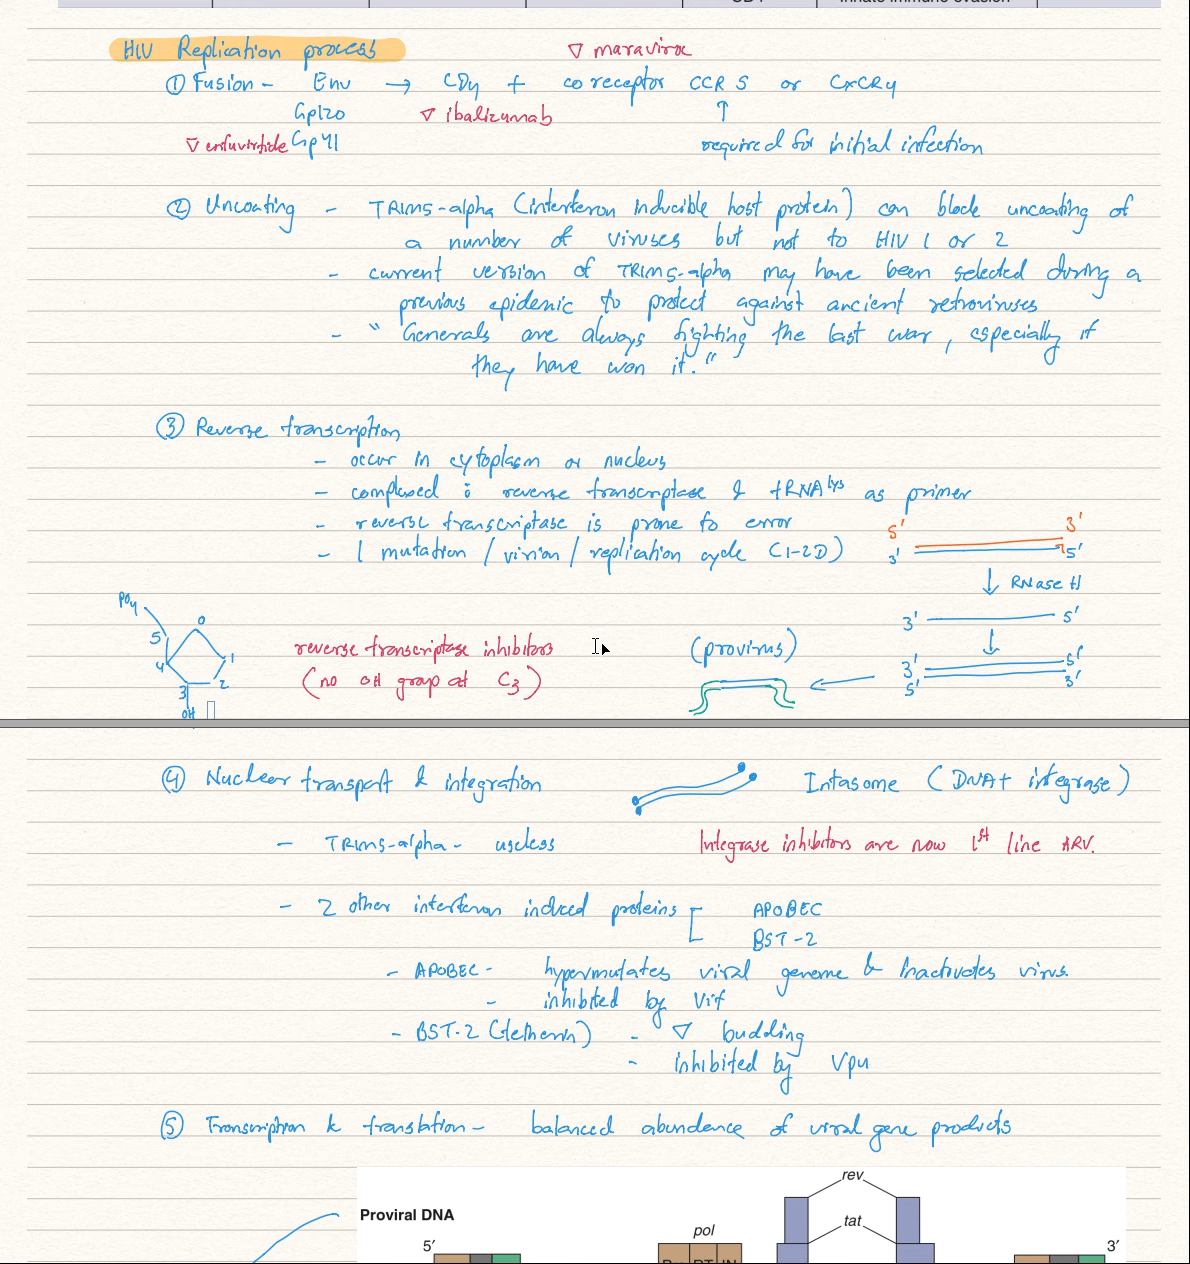 HIV Replication process
▽ maraviroc
① Fusion - Env → CD4 + coreceptor CCR5 or CXCR4
Gp120 ▽ ibalizumab ↑
▽ enfuvirtide Gp41 required for initial infection
② Uncoating - TRIM5-alpha (interferon inducible host protein) can block uncoating of
a number of viruses but not to HIV 1 or 2
- current version of TRIM5-alpha may have been selected during a
previous epidemic to protect against ancient retroviruses
- "Generals are always fighting the last war, especially if
they have won it."
③ Reverse transcription
- occur in cytoplasm or nucleus
- complexed c̄ reverse transcriptase & tRNA lys as primer
- reverse transcriptase is prone to error 5' 3'
- 1 mutation / virion / replication cycle (1-2D) 3' 5'
↓ RNase H
PO4
O 3' 5'
5
4 1 reverse transcriptase inhibitors (provirus) ↓
3' 5'
3 2 (no OH group at C3) ← 5' 3'
OH
④ Nuclear transport & integration Intasome (DNA + integrase)
- TRIM5-alpha - useless Integrase inhibitors are now 1st line ARV.
- 2 other interferon induced proteins [ APOBEC
BST-2
- APOBEC - hypermutates viral genome & inactivates virus.
- inhibited by Vif
- BST-2 (tetherin) - ▽ budding
- inhibited by Vpu
⑤ Transcription & translation - balanced abundance of viral gene products
rev
Proviral DNA tat
pol
5′ 3′